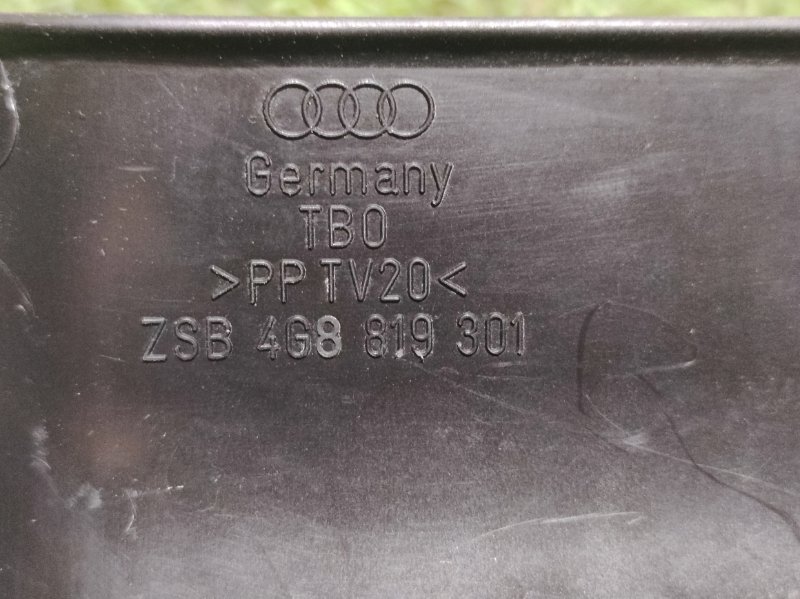 Germany
TBO
>PP TV20<
ZSB 4G8 819 301